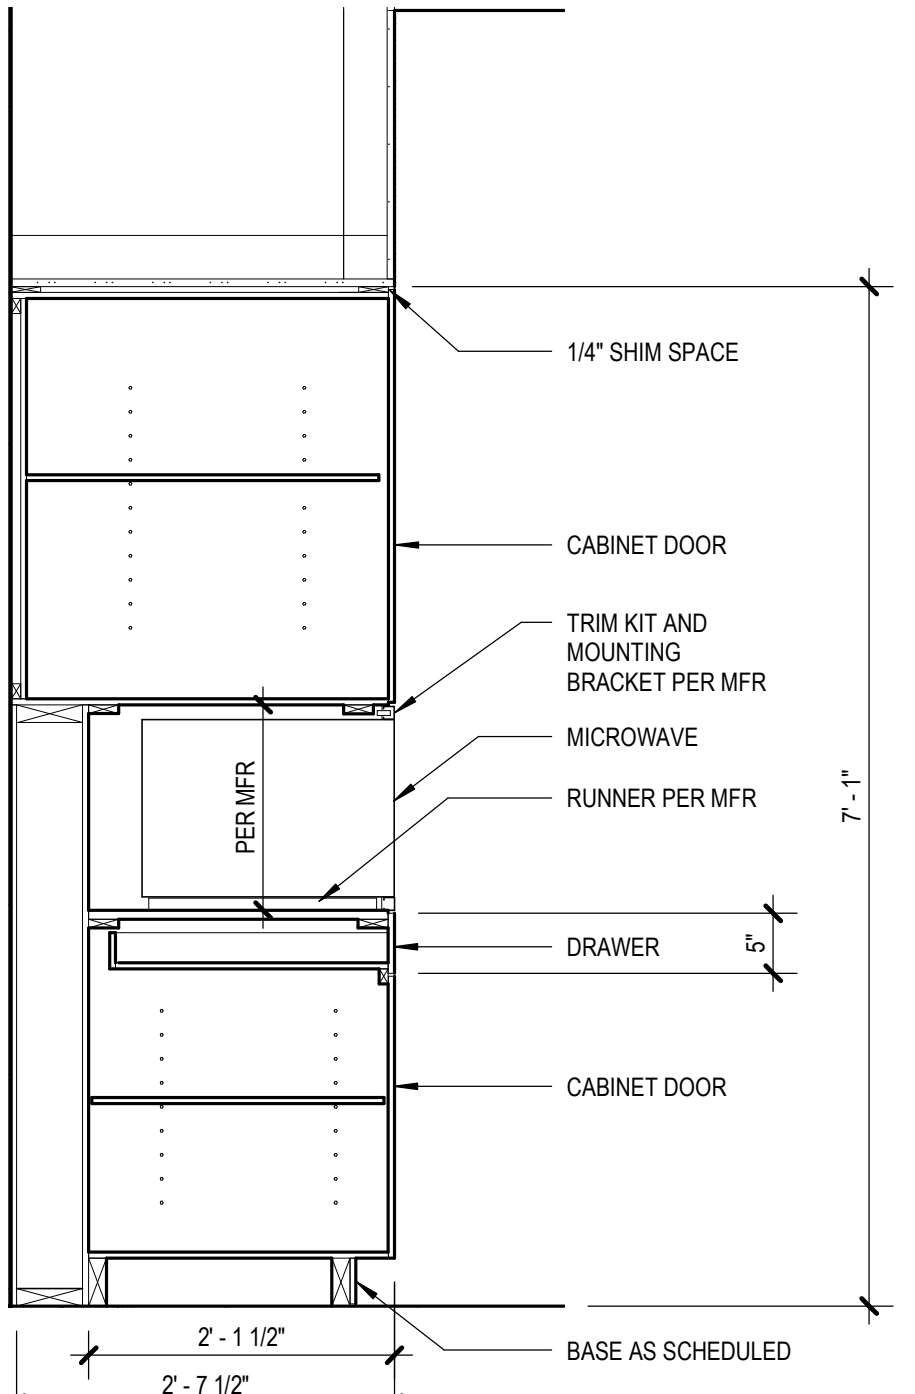 1/4" SHIM SPACE
CABINET DOOR
TRIM KIT AND
MOUNTING
BRACKET PER MFR
MICROWAVE
RUNNER PER MFR
PER MFR
7' - 1"
DRAWER
5"
CABINET DOOR
2' - 1 1/2"
BASE AS SCHEDULED
2' - 7 1/2"